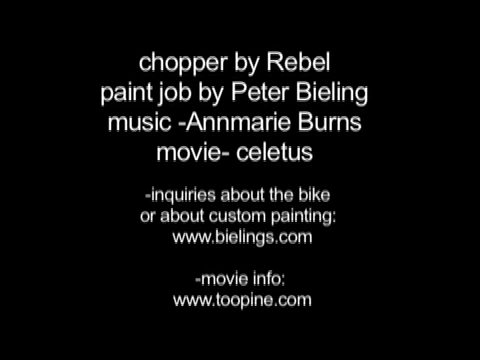 chopper by Rebel
paint job by Peter Bieling
music -Annmarie Burns
movie- celetus
-inquiries about the bike
or about custom painting:
www.bielings.com
-movie info:
www.toopine.com